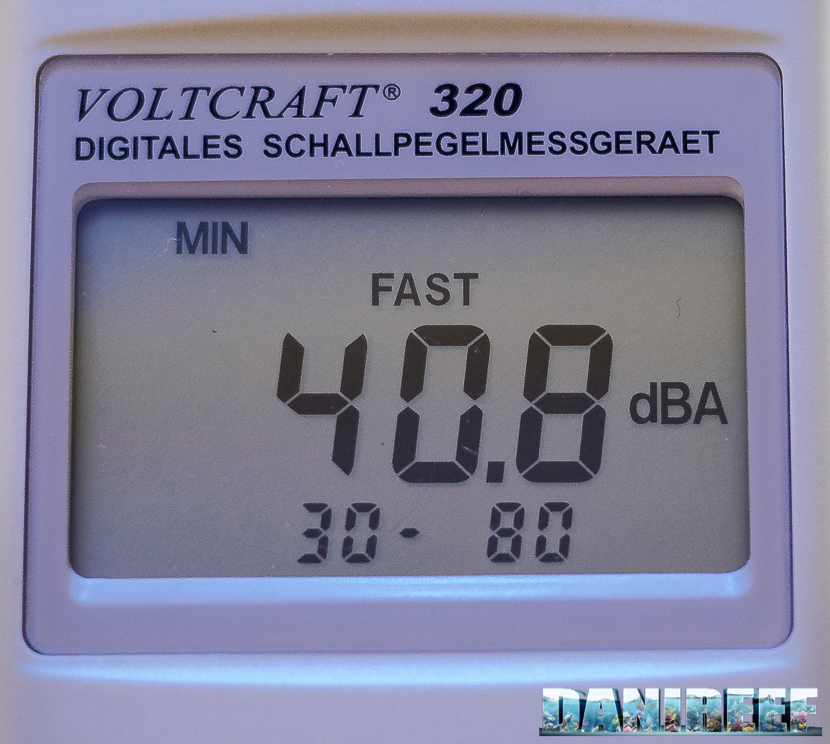 VOLTCRAFT® 320
DIGITALES SCHALLPEGELMESSGERAET
MIN
FAST
40.8 dBA
30 - 80
DANIREEF